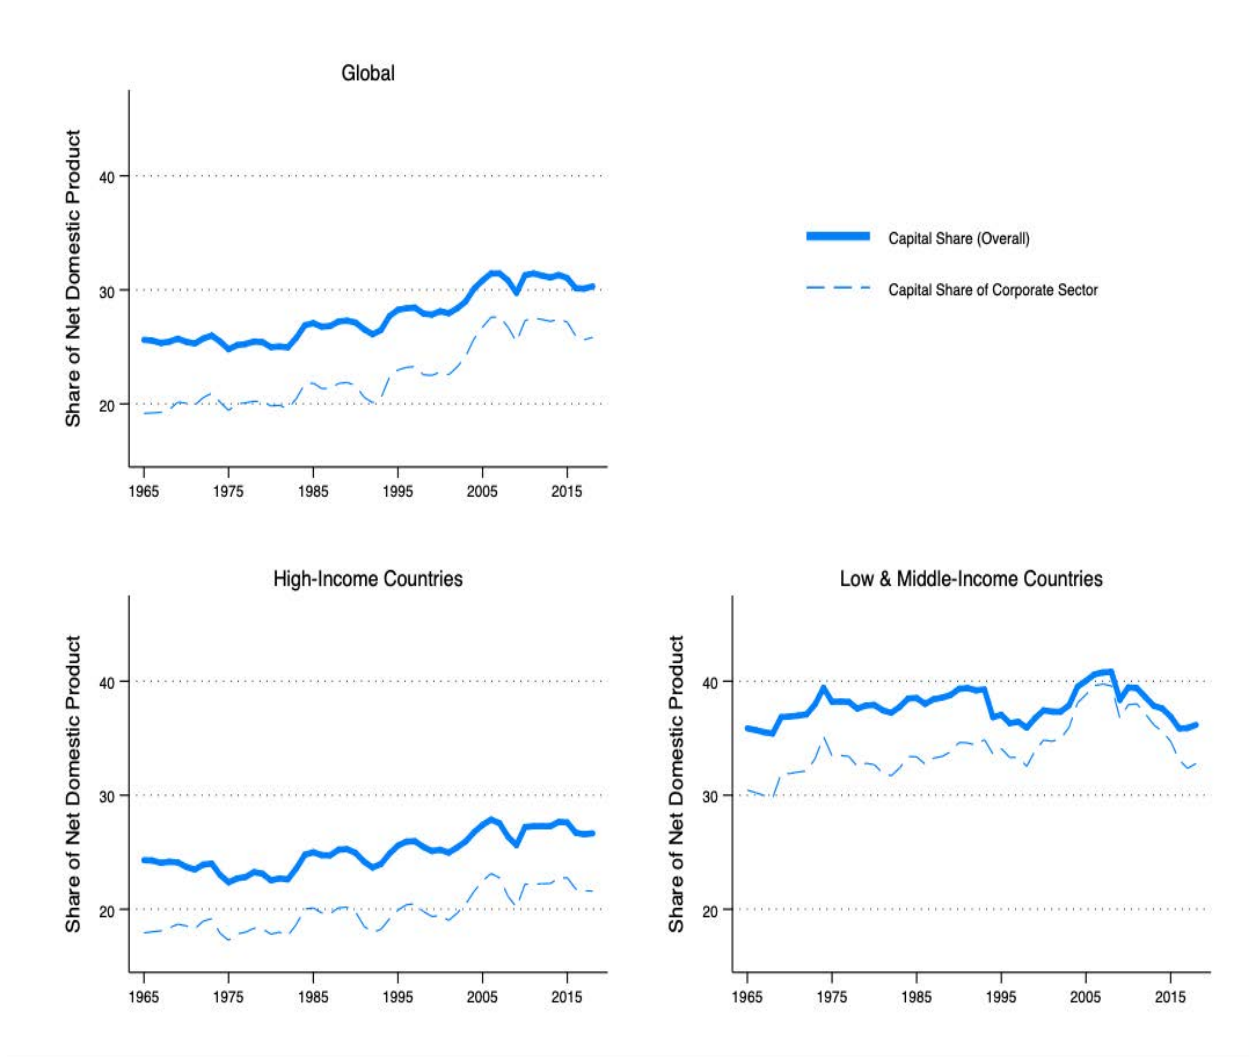 Global
Share of Net Domestic Product
40
30
20
1965 1975 1985 1995 2005 2015
Capital Share (Overall)
Capital Share of Corporate Sector
High-Income Countries
Share of Net Domestic Product
40
30
20
1965 1975 1985 1995 2005 2015
Low & Middle-Income Countries
Share of Net Domestic Product
40
30
20
1965 1975 1985 1995 2005 2015